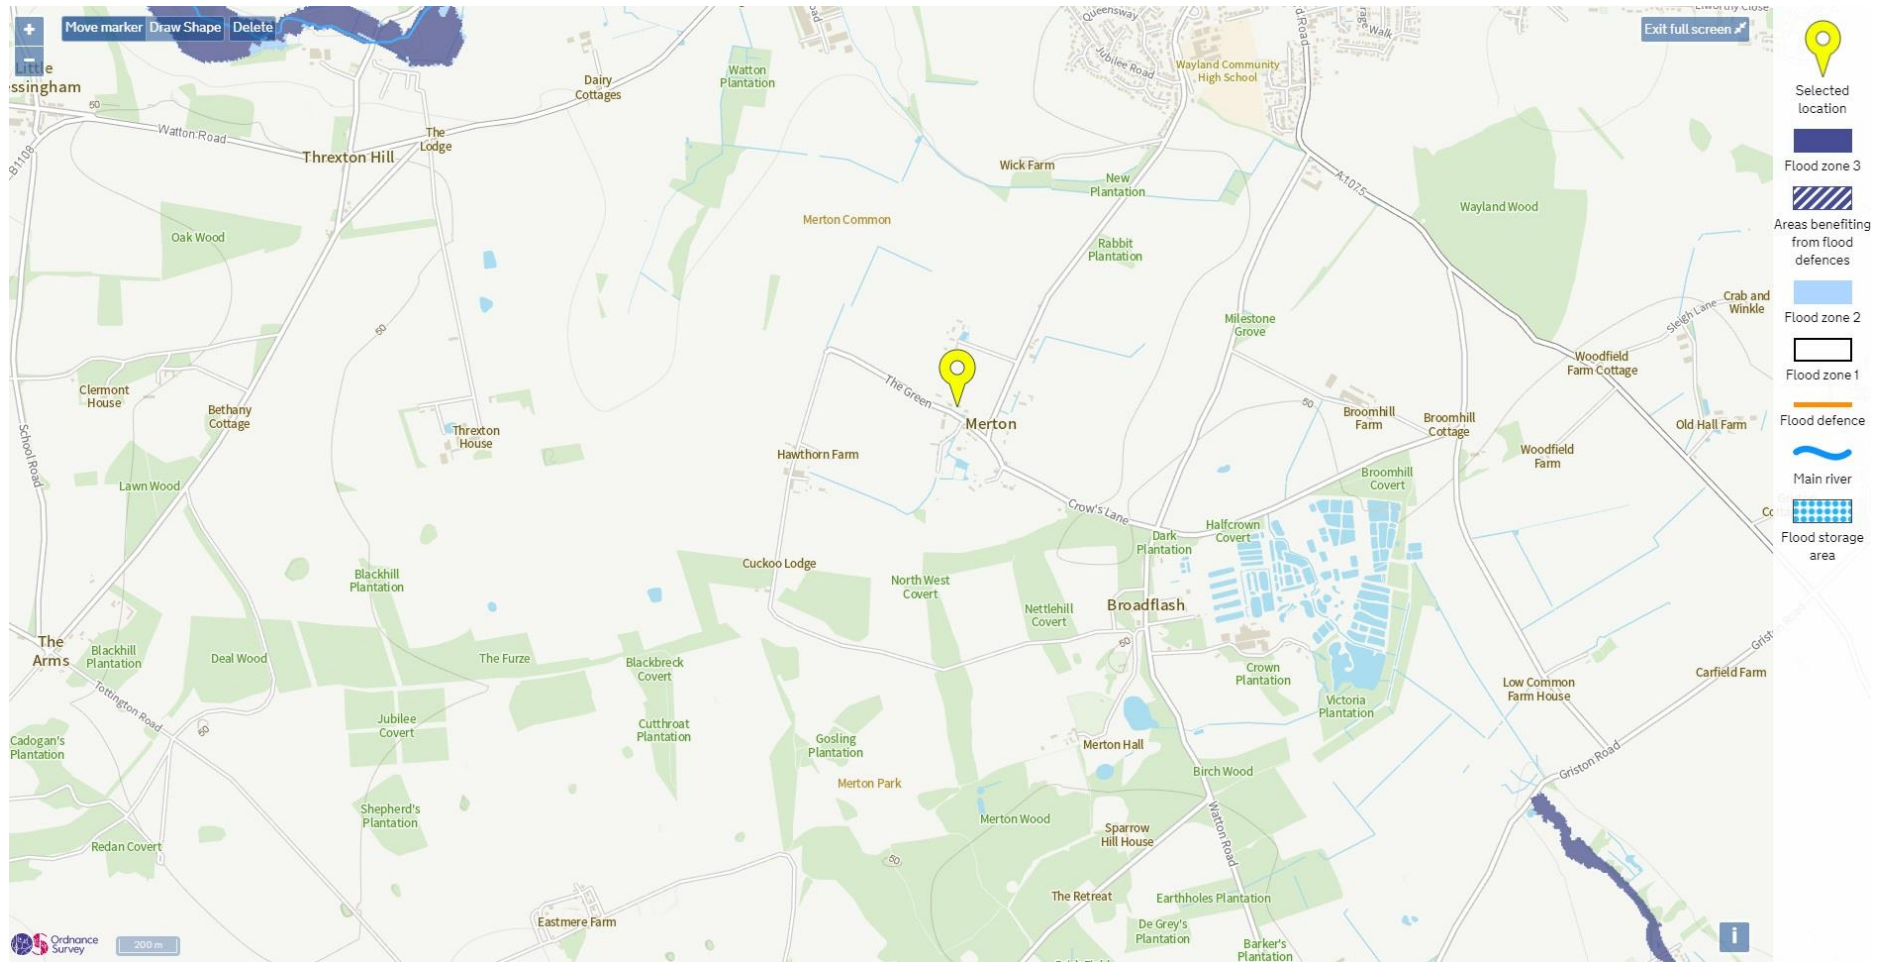 +
−
Move marker
Draw Shape
Delete
Exit full screen
Queensway
Jubilee Road
Walk
Wayland Community
High School
Watton
Plantation
Dairy
Cottages
Little
essingham
50
Watton Road
The
Lodge
Threxton Hill
B1108
Wick Farm
New
Plantation
A1075
Merton Common
Wayland Wood
Oak Wood
Rabbit
Plantation
50
Milestone
Grove
Crab and
Winkle
Sleigh Lane
Woodfield
Farm Cottage
Clermont
House
Bethany
Cottage
The Green
Merton
50
Broomhill
Farm
Broomhill
Cottage
Old Hall Farm
School Road
Threxton
House
Hawthorn Farm
Woodfield
Farm
Lawn Wood
Broomhill
Covert
Crow's Lane
Halfcrown
Covert
Dark
Plantation
Cuckoo Lodge
Blackhill
Plantation
North West
Covert
Nettlehill
Covert
Broadflash
50
The
Arms
Blackhill
Plantation
Deal Wood
The Furze
Blackbreck
Covert
Crown
Plantation
Carfield Farm
Low Common
Farm House
Tottington Road
Victoria
Plantation
Jubilee
Covert
50
Cutthroat
Plantation
Cadogan's
Plantation
Gosling
Plantation
Merton Hall
Griston Road
Birch Wood
Merton Park
Shepherd's
Plantation
Merton Wood
Sparrow
Hill House
Watton Road
Redan Covert
50
The Retreat
Earthholes Plantation
Eastmere Farm
De Grey's
Plantation
Barker's
Plantation
Ordnance
Survey
200 m
i
Selected
location
Flood zone 3
Areas benefiting
from flood
defences
Flood zone 2
Flood zone 1
Flood defence
Main river
Flood storage
area